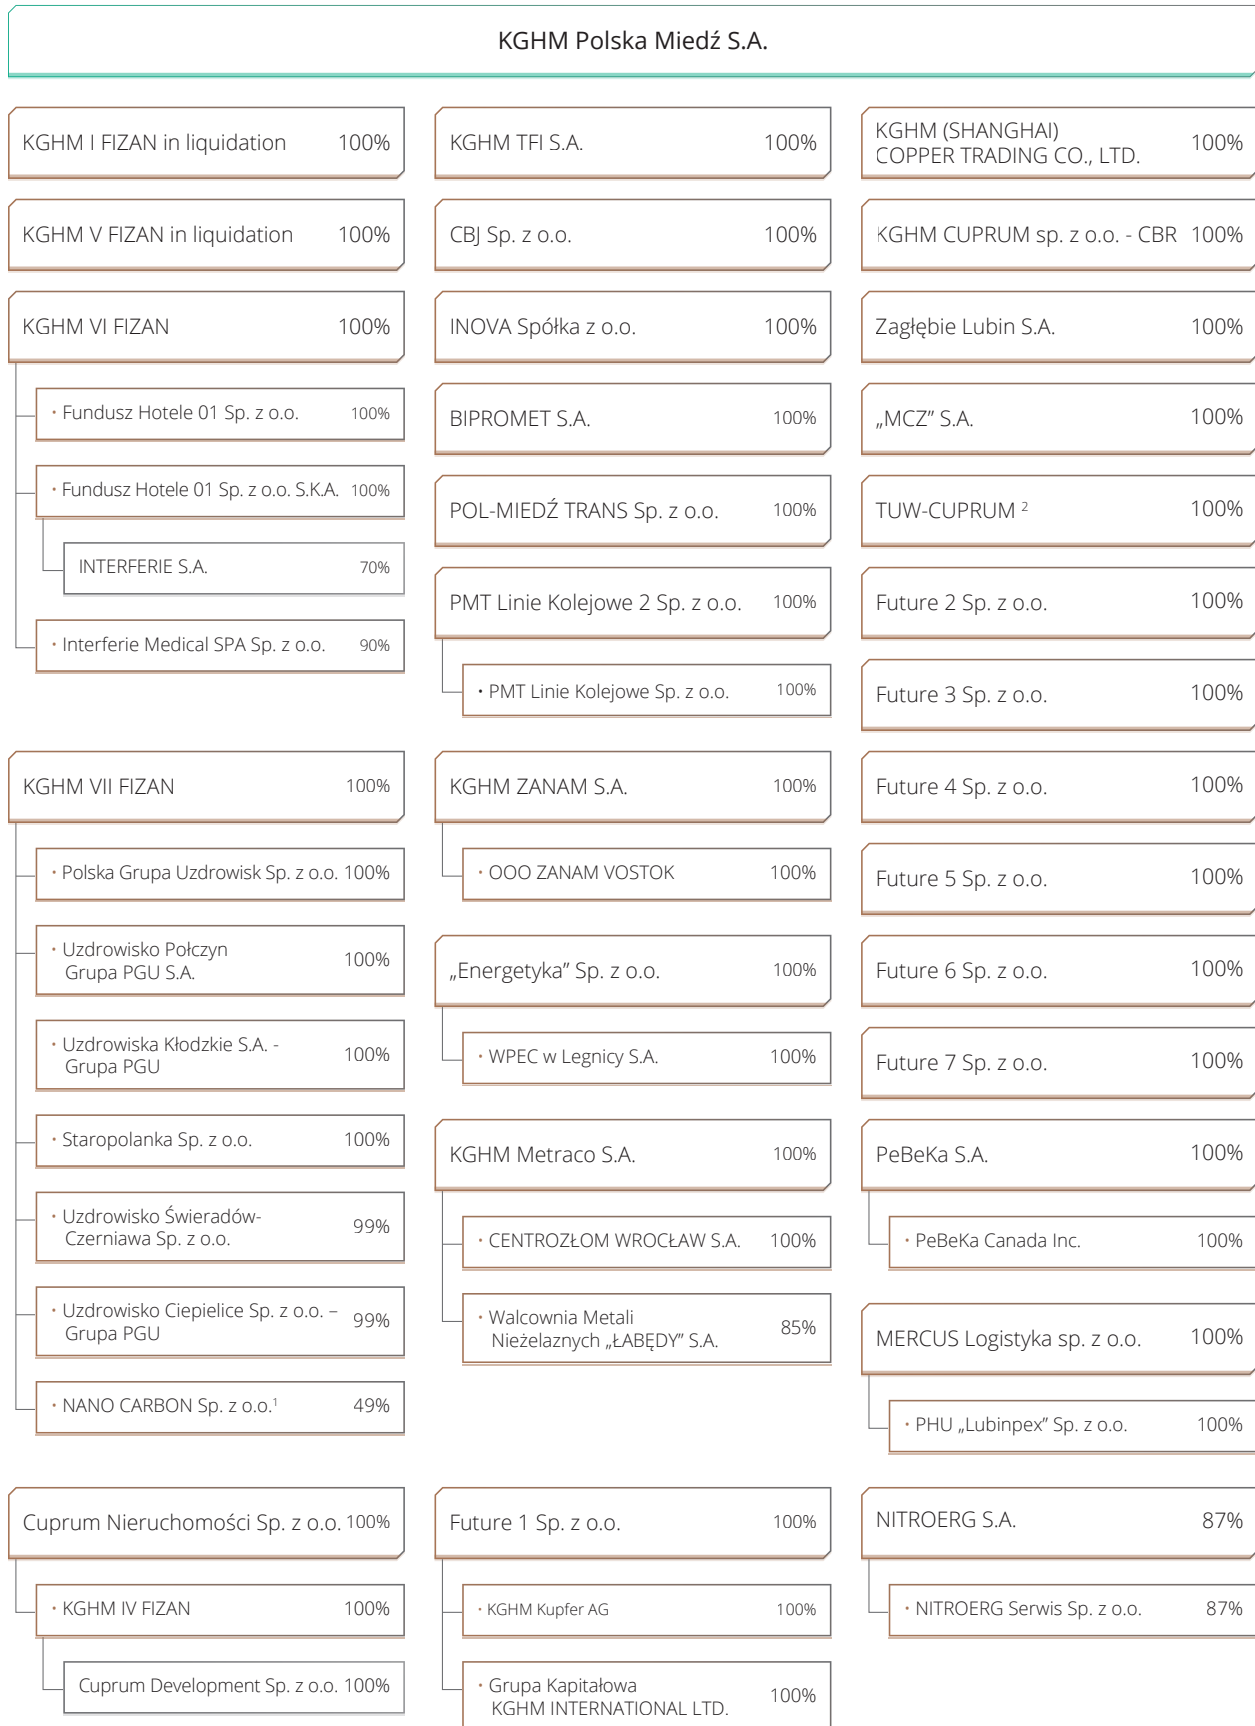 KGHM Polska Miedź S.A.
KGHM I FIZAN in liquidation 100%
KGHM V FIZAN in liquidation 100%
KGHM VI FIZAN 100%
· Fundusz Hotele 01 Sp. z o.o. 100%
· Fundusz Hotele 01 Sp. z o.o. S.K.A. 100%
INTERFERIE S.A. 70%
· Interferie Medical SPA Sp. z o.o. 90%
KGHM VII FIZAN 100%
· Polska Grupa Uzdrowisk Sp. z o.o. 100%
· Uzdrowisko Połczyn
Grupa PGU S.A. 100%
· Uzdrowiska Kłodzkie S.A. -
Grupa PGU 100%
· Staropolanka Sp. z o.o. 100%
· Uzdrowisko Świeradów-
Czerniawa Sp. z o.o. 99%
· Uzdrowisko Ciepielice Sp. z o.o. –
Grupa PGU 99%
· NANO CARBON Sp. z o.o.¹ 49%
Cuprum Nieruchomości Sp. z o.o. 100%
· KGHM IV FIZAN 100%
Cuprum Development Sp. z o.o. 100%
KGHM TFI S.A. 100%
CBJ Sp. z o.o. 100%
INOVA Spółka z o.o. 100%
BIPROMET S.A. 100%
POL-MIEDŹ TRANS Sp. z o.o. 100%
PMT Linie Kolejowe 2 Sp. z o.o. 100%
· PMT Linie Kolejowe Sp. z o.o. 100%
KGHM ZANAM S.A. 100%
· OOO ZANAM VOSTOK 100%
„Energetyka” Sp. z o.o. 100%
· WPEC w Legnicy S.A. 100%
KGHM Metraco S.A. 100%
· CENTROZŁOM WROCŁAW S.A. 100%
· Walcownia Metali
Nieżelaznych „ŁABĘDY” S.A. 85%
Future 1 Sp. z o.o. 100%
· KGHM Kupfer AG 100%
· Grupa Kapitałowa
KGHM INTERNATIONAL LTD. 100%
KGHM (SHANGHAI)
COPPER TRADING CO., LTD. 100%
KGHM CUPRUM sp. z o.o. - CBR 100%
Zagłębie Lubin S.A. 100%
„MCZ” S.A. 100%
TUW-CUPRUM ² 100%
Future 2 Sp. z o.o. 100%
Future 3 Sp. z o.o. 100%
Future 4 Sp. z o.o. 100%
Future 5 Sp. z o.o. 100%
Future 6 Sp. z o.o. 100%
Future 7 Sp. z o.o. 100%
PeBeKa S.A. 100%
· PeBeKa Canada Inc. 100%
MERCUS Logistyka sp. z o.o. 100%
· PHU „Lubinpex” Sp. z o.o. 100%
NITROERG S.A. 87%
· NITROERG Serwis Sp. z o.o. 87%